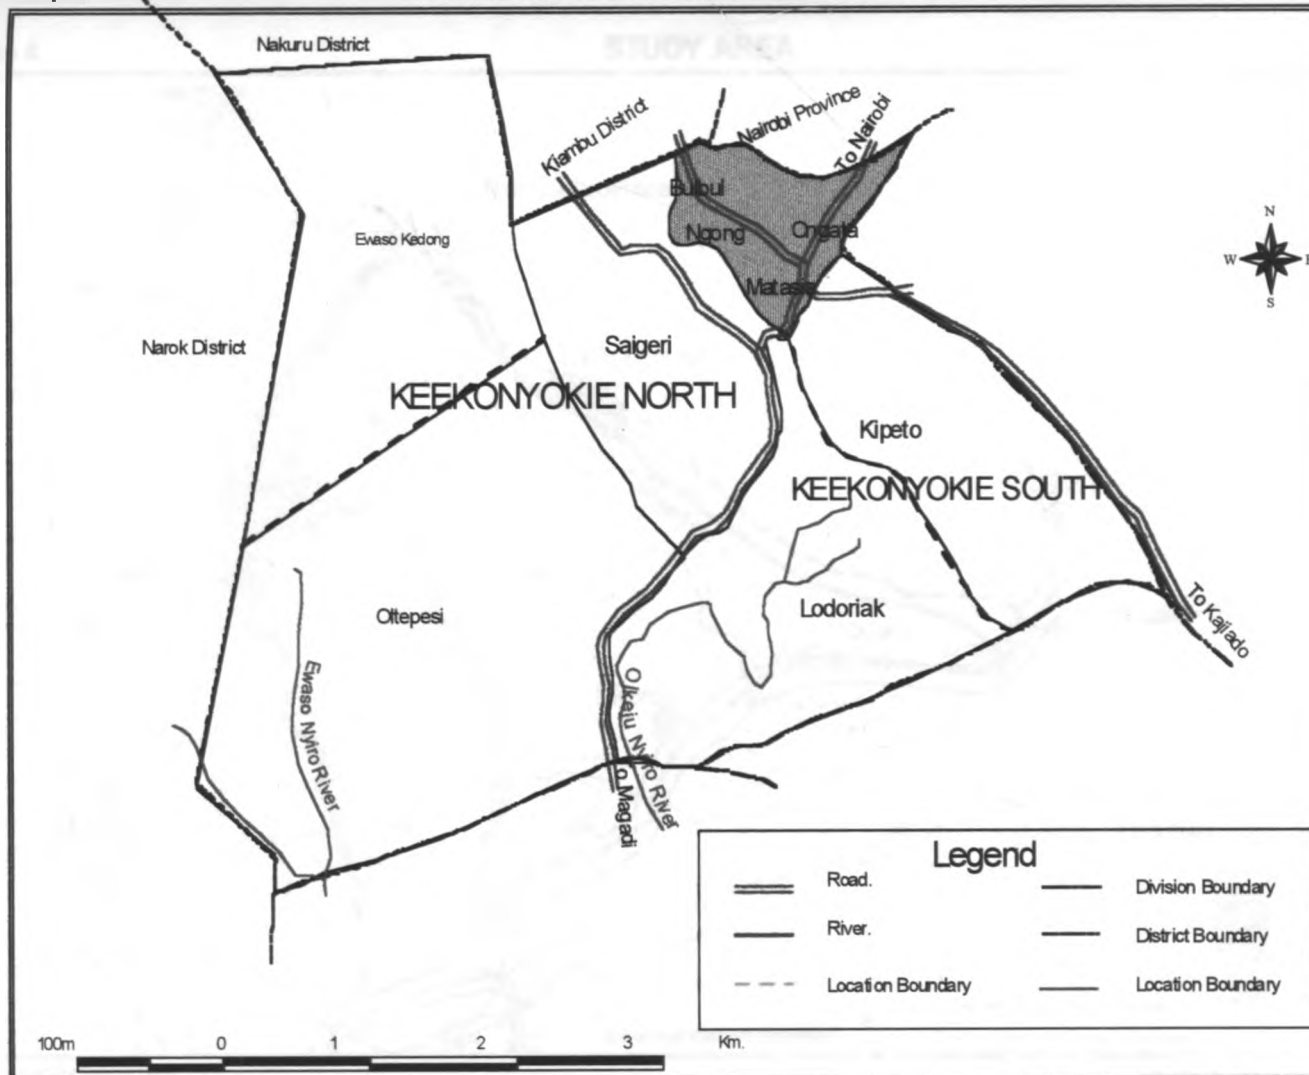 Nakuru District
Kiambu District
Nairobi Province
To Nairobi
Bulbul
Ngong
Ongata
Matasia
Ewaso Kedong
N
W
E
S
Narok District
Saigeri
KEEKONYOKIE NORTH
Kipeto
KEEKONYOKIE SOUTH
Oltepesi
Lodoriak
To Kajiado
Ewaso Nyiro River
Olkeju Nyiro River
To Magadi
Legend
Road.
Division Boundary
River.
District Boundary
Location Boundary
Location Boundary
100m 0 1 2 3 Km.